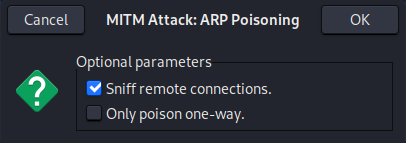 Cancel MITM Attack: ARP Poisoning OK
Optional parameters
Sniff remote connections.
Only poison one-way.